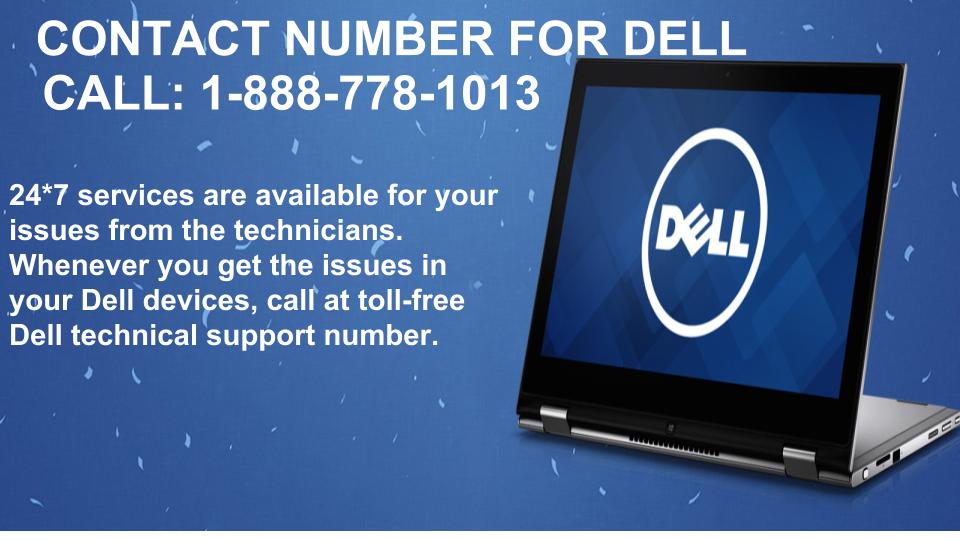 CONTACT NUMBER FOR DELL
CALL: 1-888-778-1013
24*7 services are available for your
issues from the technicians.
Whenever you get the issues in
your Dell devices, call at toll-free
Dell technical support number.
DELL